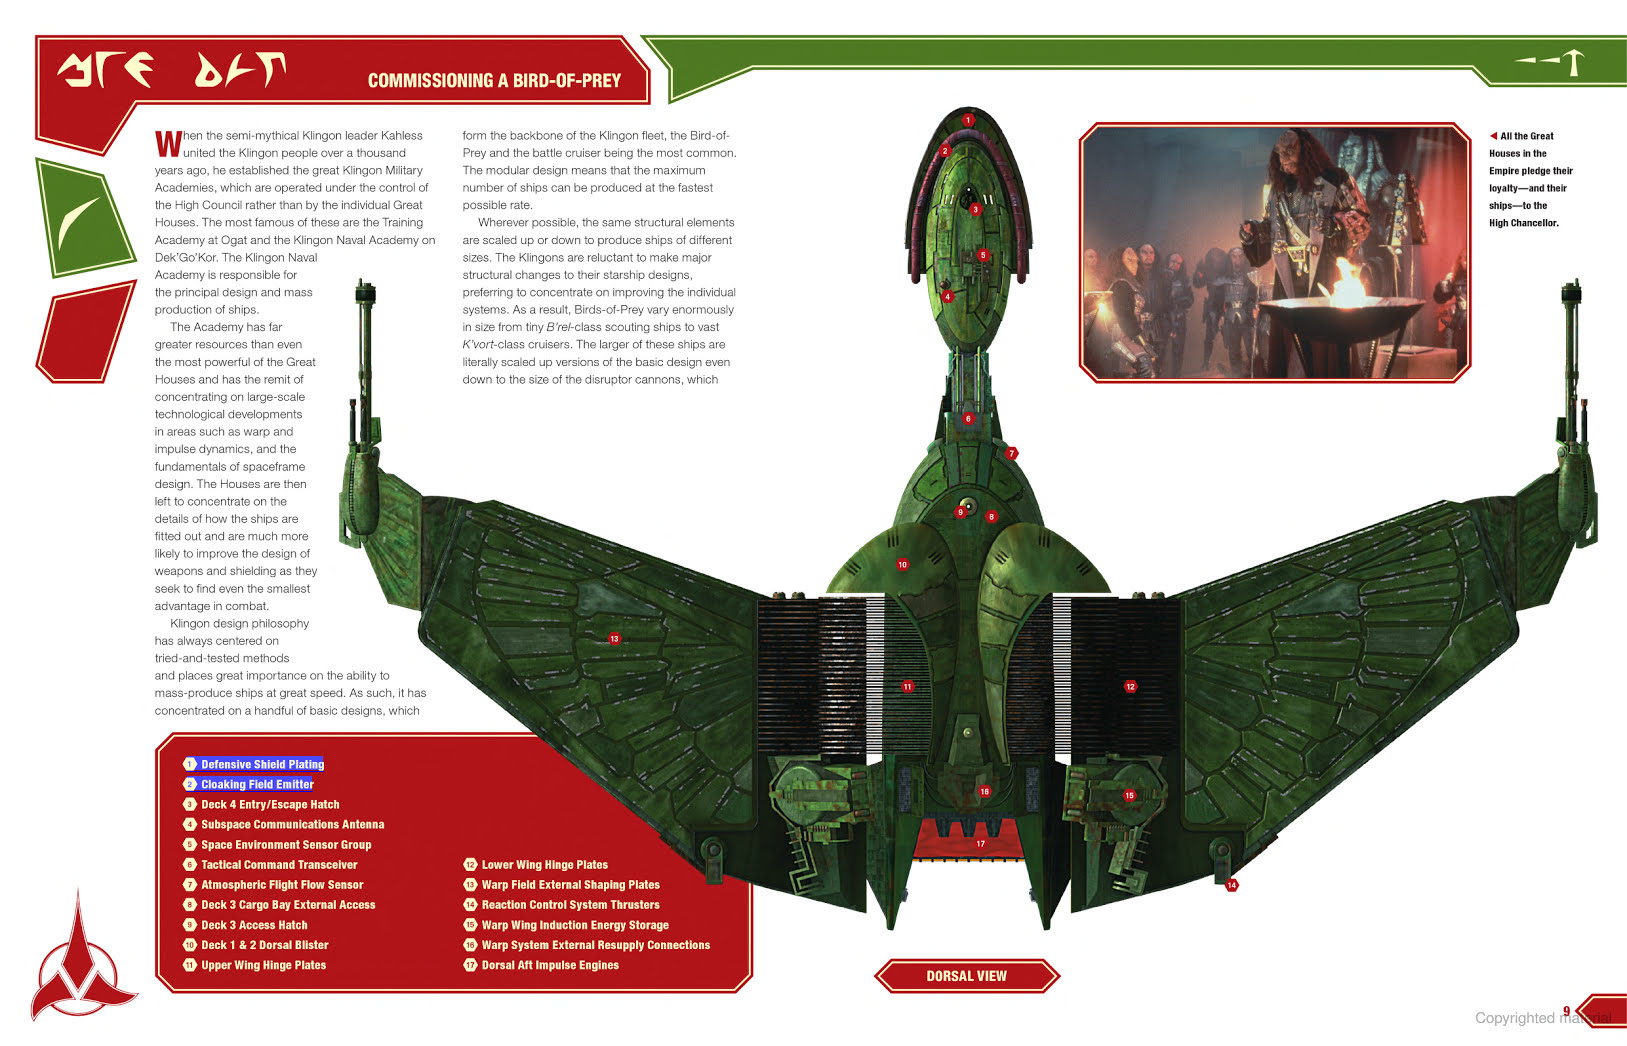 COMMISSIONING A BIRD-OF-PREY
When the semi-mythical Klingon leader Kahless
united the Klingon people over a thousand
years ago, he established the great Klingon Military
Academies, which are operated under the control of
the High Council rather than by the individual Great
Houses. The most famous of these are the Training
Academy at Ogat and the Klingon Naval Academy on
Dek’Go’Kor. The Klingon Naval
Academy is responsible for
the principal design and mass
production of ships.
The Academy has far
greater resources than even
the most powerful of the Great
Houses and has the remit of
concentrating on large-scale
technological developments
in areas such as warp and
impulse dynamics, and the
fundamentals of spaceframe
design. The Houses are then
left to concentrate on the
details of how the ships are
fitted out and are much more
likely to improve the design of
weapons and shielding as they
seek to find even the smallest
advantage in combat.
Klingon design philosophy
has always centered on
tried-and-tested methods
and places great importance on the ability to
mass-produce ships at great speed. As such, it has
concentrated on a handful of basic designs, which
form the backbone of the Klingon fleet, the Bird-of-
Prey and the battle cruiser being the most common.
The modular design means that the maximum
number of ships can be produced at the fastest
possible rate.
Wherever possible, the same structural elements
are scaled up or down to produce ships of different
sizes. The Klingons are reluctant to make major
structural changes to their starship designs,
preferring to concentrate on improving the individual
systems. As a result, Birds-of-Prey vary enormously
in size from tiny B’rel-class scouting ships to vast
K’vort-class cruisers. The larger of these ships are
literally scaled up versions of the basic design even
down to the size of the disruptor cannons, which
All the Great
Houses in the
Empire pledge their
loyalty—and their
ships—to the
High Chancellor.
1
2
3
5
4
6
7
9
8
10
13
11
12
16
15
17
14
1 Defensive Shield Plating
2 Cloaking Field Emitter
3 Deck 4 Entry/Escape Hatch
4 Subspace Communications Antenna
5 Space Environment Sensor Group
6 Tactical Command Transceiver
7 Atmospheric Flight Flow Sensor
8 Deck 3 Cargo Bay External Access
9 Deck 3 Access Hatch
10 Deck 1 & 2 Dorsal Blister
11 Upper Wing Hinge Plates
12 Lower Wing Hinge Plates
13 Warp Field External Shaping Plates
14 Reaction Control System Thrusters
15 Warp Wing Induction Energy Storage
16 Warp System External Resupply Connections
17 Dorsal Aft Impulse Engines
DORSAL VIEW
9
Copyrighted material